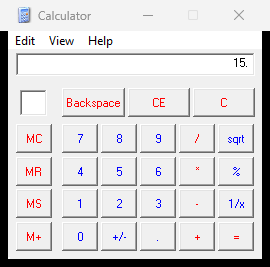 Calculator
Edit View Help
15.
Backspace CE C
MC 7 8 9 / sqrt
MR 4 5 6 * %
MS 1 2 3 - 1/x
M+ 0 +/- . + =